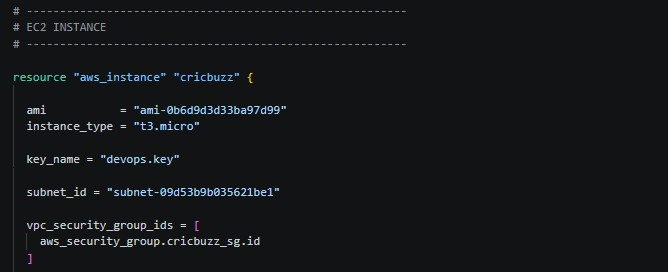 # ---------------------------------------------------------
# EC2 INSTANCE
# ---------------------------------------------------------
resource "aws_instance" "cricbuzz" {
ami           = "ami-0b6d9d3d33ba97d99"
instance_type = "t3.micro"
key_name = "devops.key"
subnet_id = "subnet-09d53b9b035621be1"
vpc_security_group_ids = [
aws_security_group.cricbuzz_sg.id
]